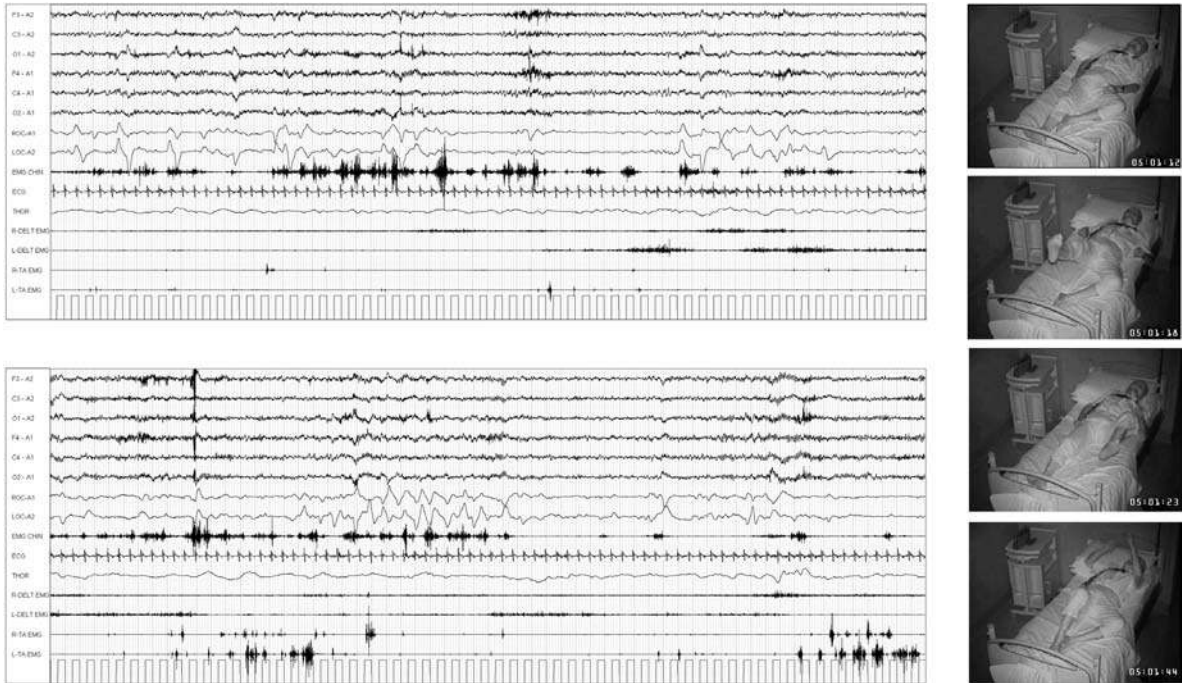 F3 - A2
C3 - A2
O1 - A2
F4 - A1
C4 - A1
O2 - A1
ROC-A1
LOC-A2
EMG CHIN
ECG
THOR
R-DELT EMG
L-DELT EMG
R-TA EMG
L-TA EMG
F3 - A2
C3 - A2
O1 - A2
F4 - A1
C4 - A1
O2 - A1
ROC-A1
LOC-A2
EMG CHIN
ECG
THOR
R-DELT EMG
L-DELT EMG
R-TA EMG
L-TA EMG
05:01:12
05:01:18
05:01:23
05:01:44